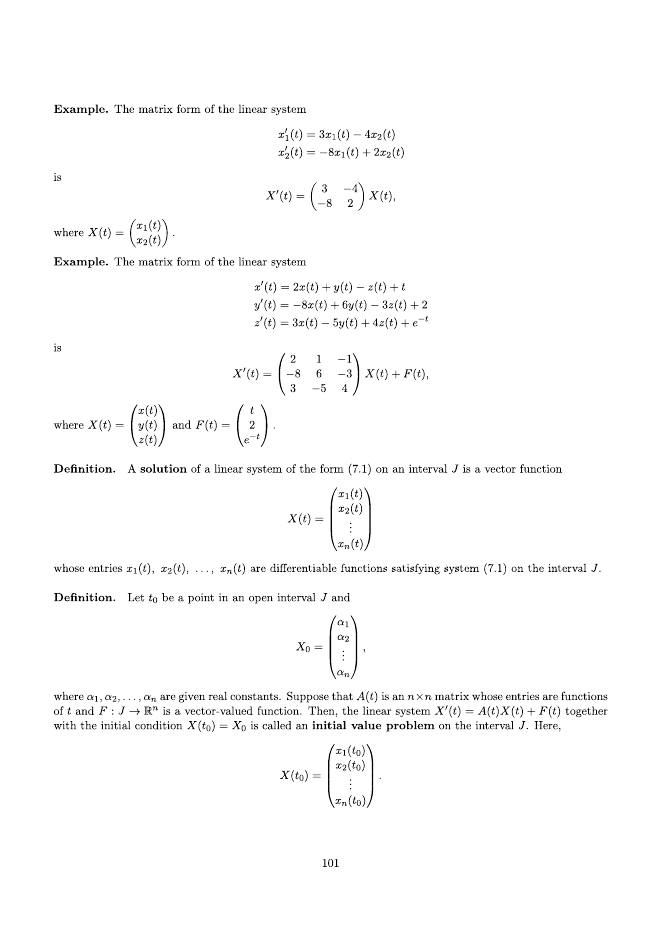 Example. The matrix form of the linear system
x′₁(t) = 3x₁(t) − 4x₂(t)
x′₂(t) = −8x₁(t) + 2x₂(t)
is
X′(t) = ( 3 −4 ; −8 2 ) X(t),
where X(t) = ( x₁(t) ; x₂(t) ) .
Example. The matrix form of the linear system
x′(t) = 2x(t) + y(t) − z(t) + t
y′(t) = −8x(t) + 6y(t) − 3z(t) + 2
z′(t) = 3x(t) − 5y(t) + 4z(t) + e⁻ᵗ
is
X′(t) = ( 2 1 −1 ; −8 6 −3 ; 3 −5 4 ) X(t) + F(t),
where X(t) = ( x(t) ; y(t) ; z(t) ) and F(t) = ( t ; 2 ; e⁻ᵗ ) .
Definition. A solution of a linear system of the form (7.1) on an interval J is a vector function
X(t) = ( x₁(t) ; x₂(t) ; ⋮ ; xₙ(t) )
whose entries x₁(t), x₂(t), …, xₙ(t) are differentiable functions satisfying system (7.1) on the interval J.
Definition. Let t₀ be a point in an open interval J and
X₀ = ( α₁ ; α₂ ; ⋮ ; αₙ ) ,
where α₁, α₂, …, αₙ are given real constants. Suppose that A(t) is an n×n matrix whose entries are functions
of t and F : J → ℝⁿ is a vector-valued function. Then, the linear system X′(t) = A(t)X(t) + F(t) together
with the initial condition X(t₀) = X₀ is called an initial value problem on the interval J. Here,
X(t₀) = ( x₁(t₀) ; x₂(t₀) ; ⋮ ; xₙ(t₀) ) .
101